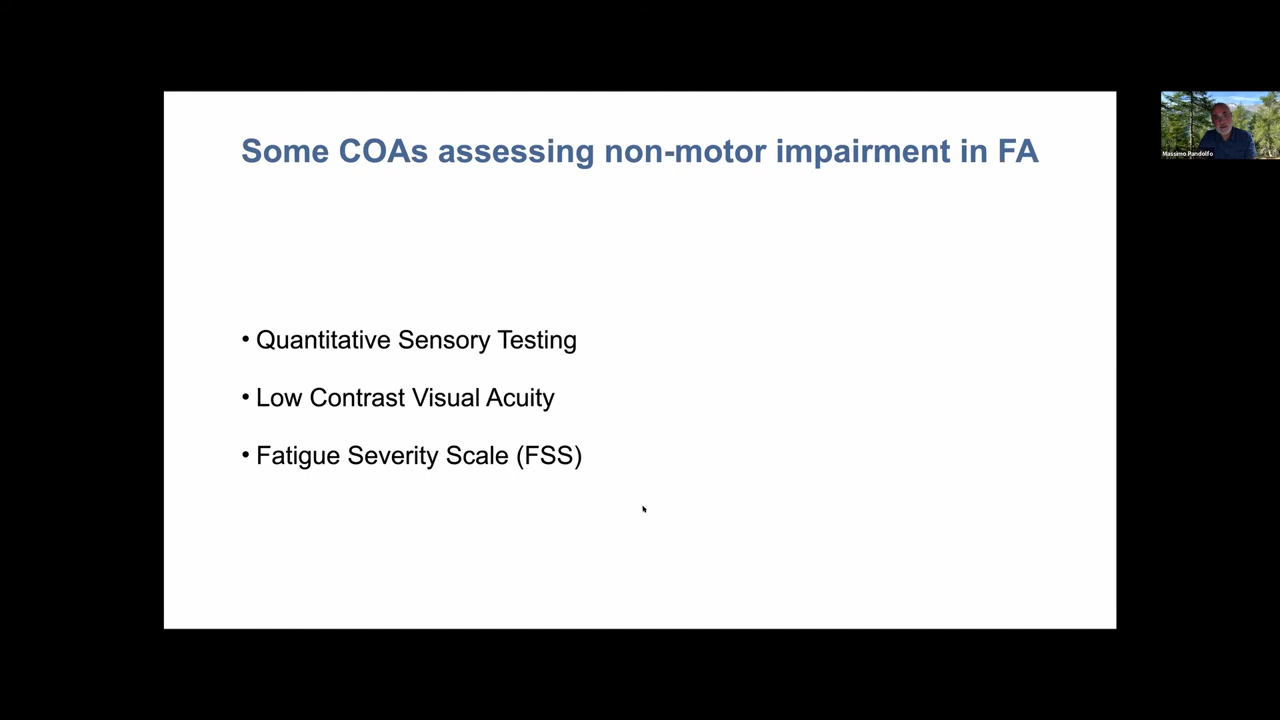 Some COAs assessing non-motor impairment in FA
Massimo Pandolfo
• Quantitative Sensory Testing
• Low Contrast Visual Acuity
• Fatigue Severity Scale (FSS)